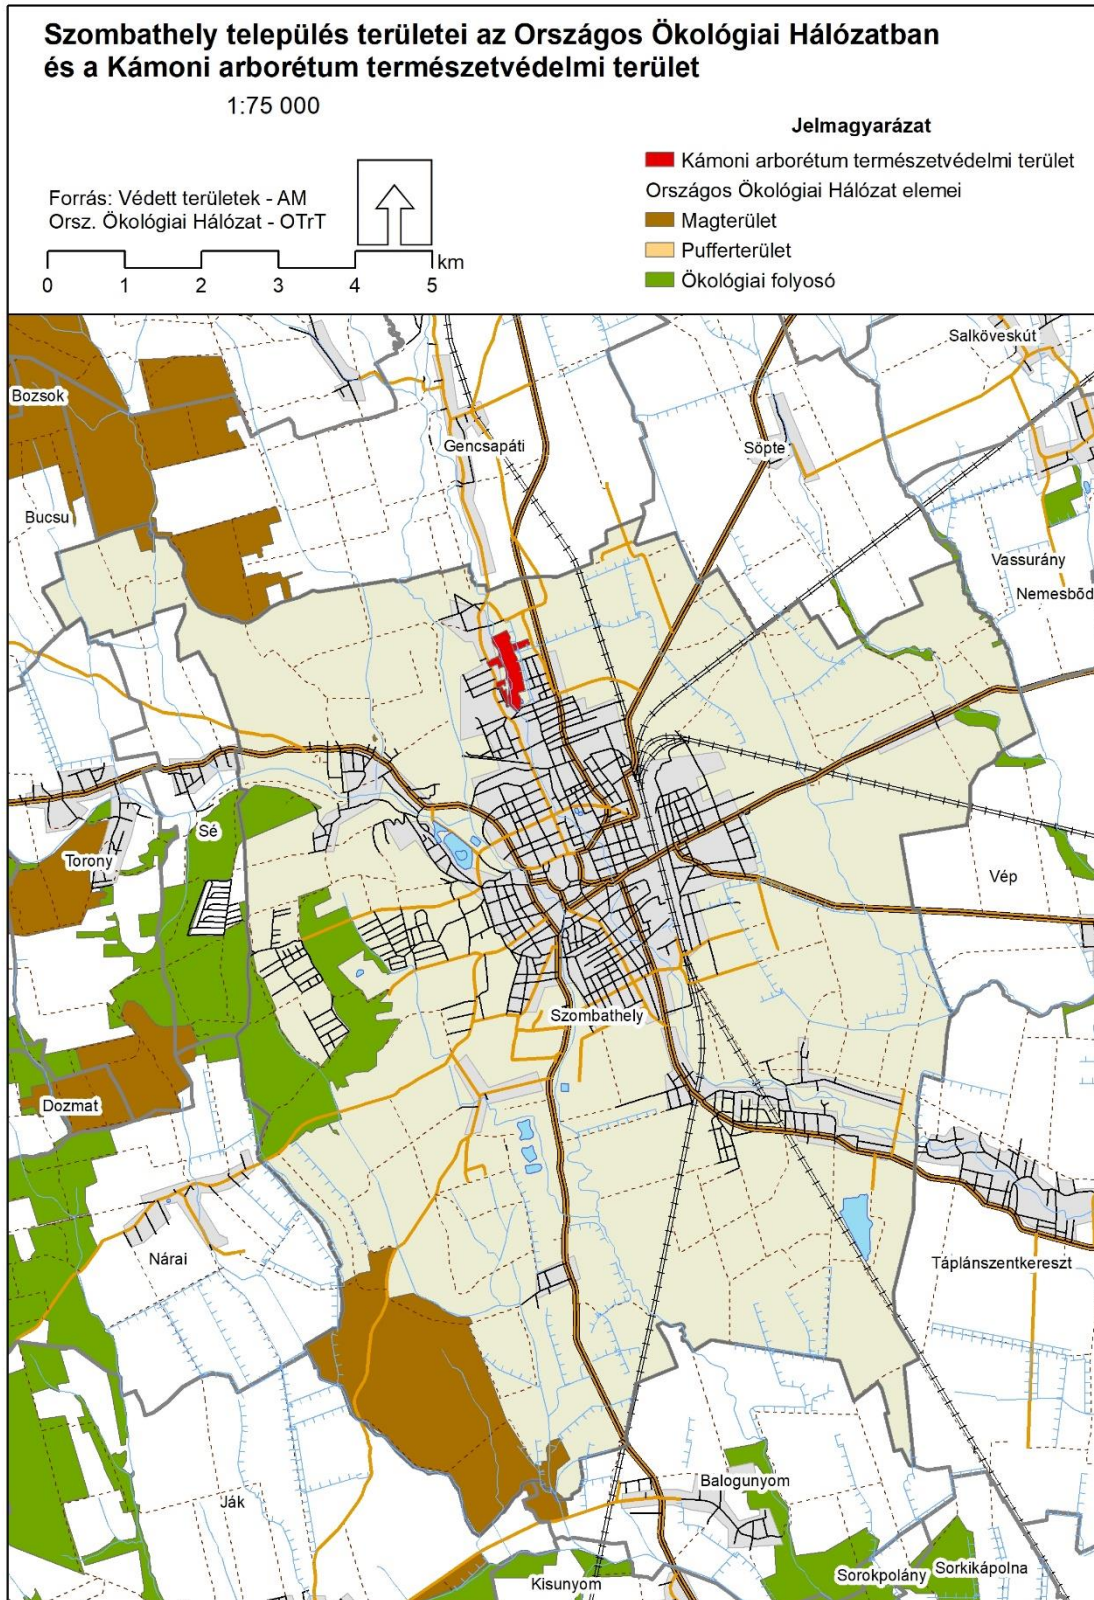 Szombathely település területei az Országos Ökológiai Hálózatban
és a Kámoni arborétum természetvédelmi terület
1:75 000
Jelmagyarázat
Kámoni arborétum természetvédelmi terület
Országos Ökológiai Hálózat elemei
Magterület
Pufferterület
Ökológiai folyosó
Forrás: Védett területek - AM
Orsz. Ökológiai Hálózat - OTrT
km
0 1 2 3 4 5
Salköveskút
Bozsok
Gencsapáti
Söpte
Bucsu
Vassurány
Nemesbõd
Sé
Torony
Vép
Szombathely
Dozmat
Nárai
Táplánszentkereszt
Balogunyom
Ják
Sorkikápolna
Sorokpolány
Kisunyom